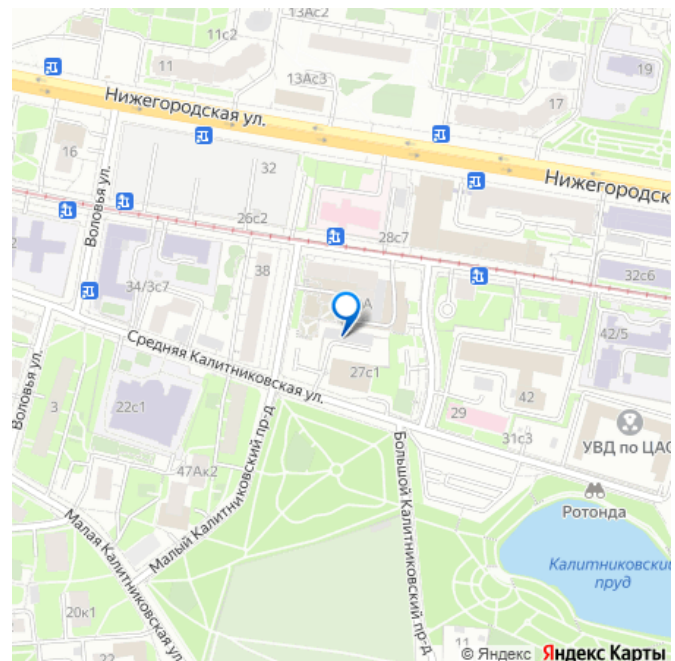 13Ас2
11с2
11
13Ас3
19
17
Нижегородская ул.
16
32
Нижегородск
Воловья ул.
26с2
28с7
2
38
34/3с7
32с6
А
42/5
Средняя Калитниковская ул.
27с1
42
Воловья ул.
3
22с1
29
31с3
УВД по ЦАО
47Ак2
Малый Калитниковский пр-д
Большой Калитниковский пр-д
Ротонда
Малая Калитниковская ул.
Калитниковски
пруд
20к1
11
© Яндекс Яндекс Карты